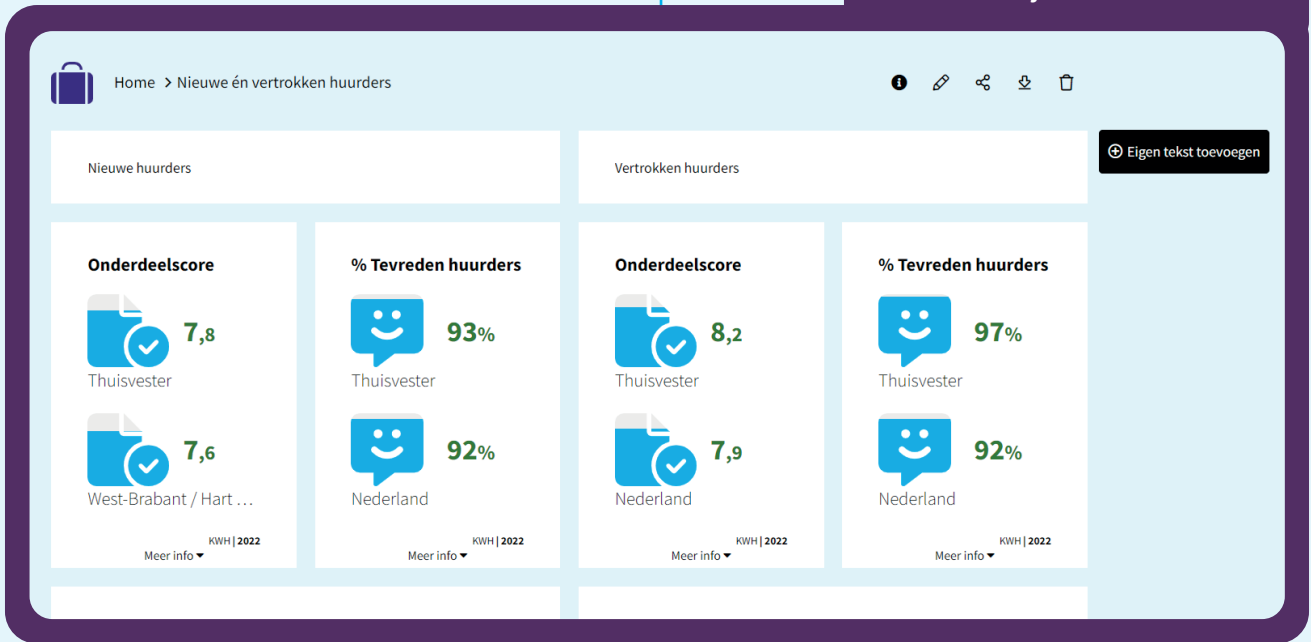 Home > Nieuwe én vertrokken huurders
Eigen tekst toevoegen
Nieuwe huurders
Vertrokken huurders
Onderdeelscore
7,8
Thuisvester
7,6
West-Brabant / Hart ...
KWH | 2022
Meer info
% Tevreden huurders
93%
Thuisvester
92%
Nederland
KWH | 2022
Meer info
Onderdeelscore
8,2
Thuisvester
7,9
Nederland
KWH | 2022
Meer info
% Tevreden huurders
97%
Thuisvester
92%
Nederland
KWH | 2022
Meer info